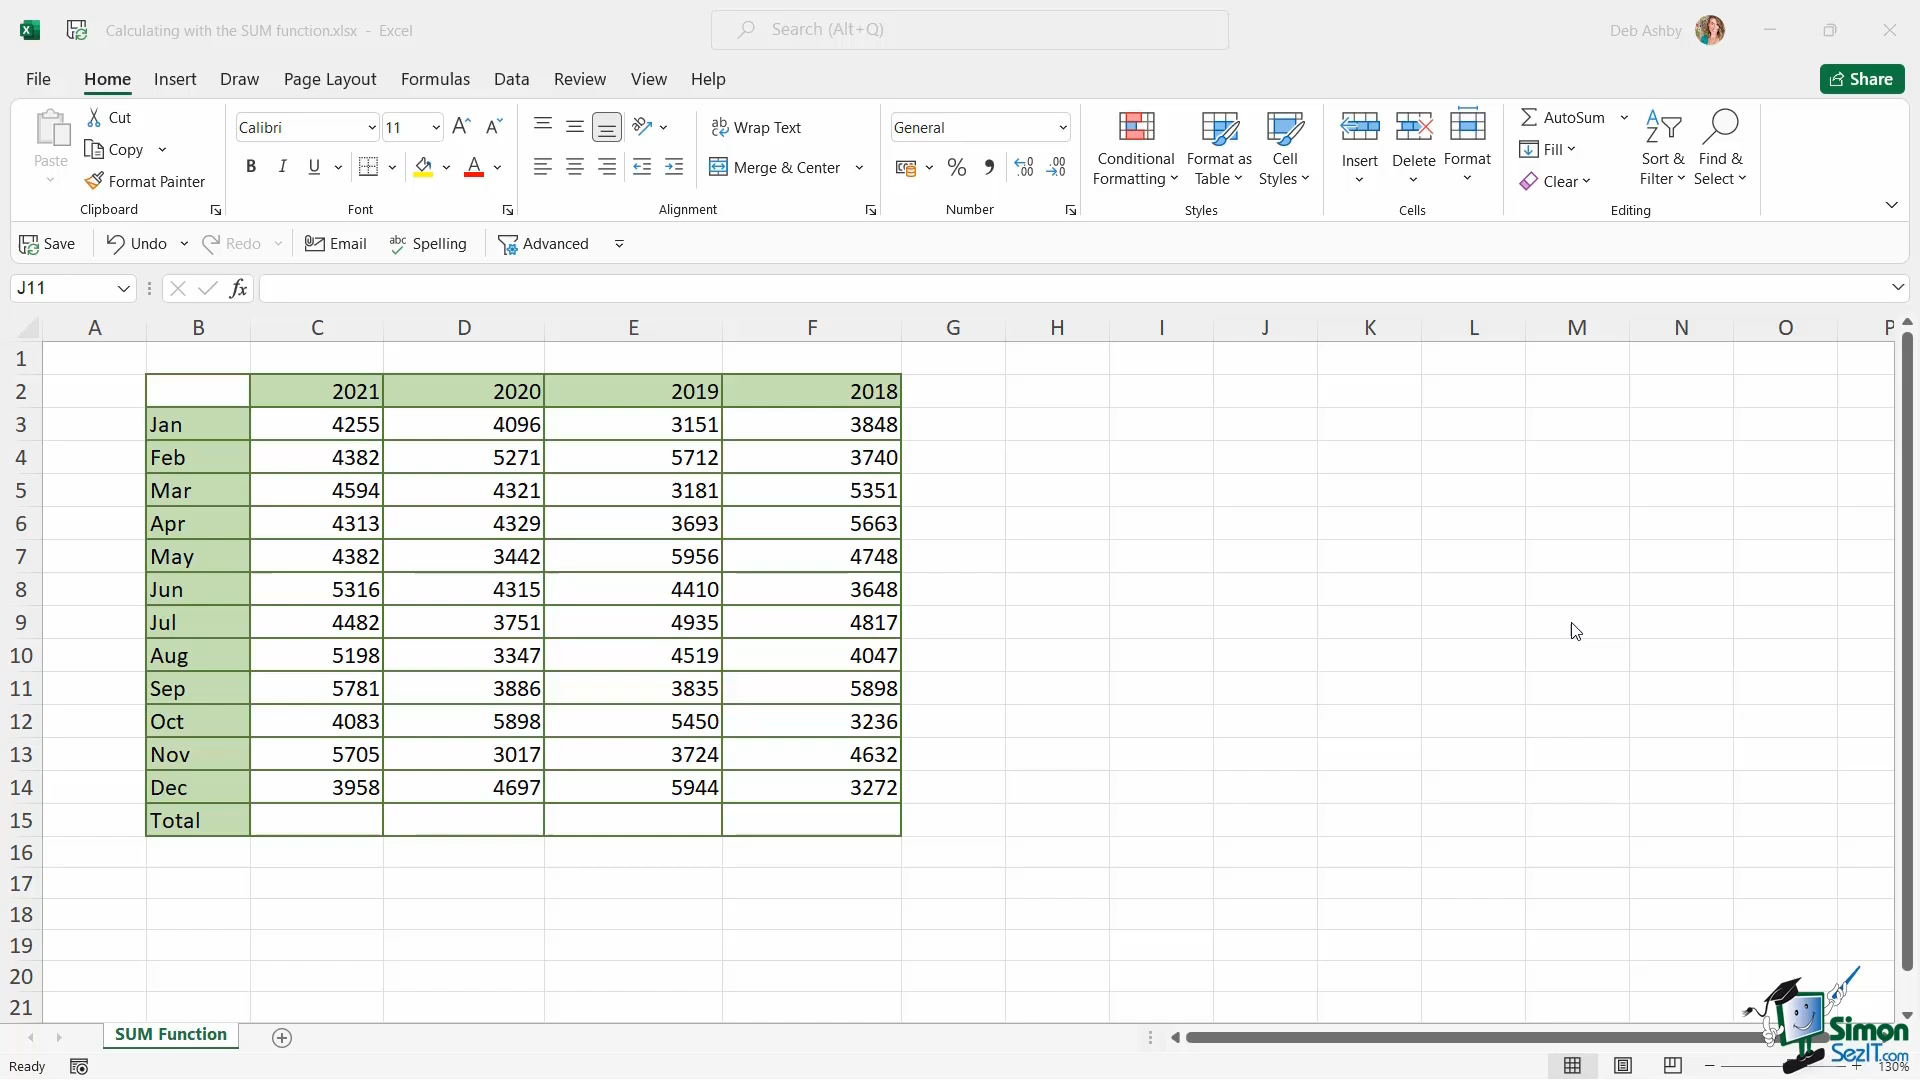 Calculating with the SUM function.xlsx - Excel
Search (Alt+Q)
Deb Ashby
File Home Insert Draw Page Layout Formulas Data Review View Help
Share
Paste
Cut
Copy
Format Painter
Clipboard
Calibri 11
B I U
Font
Wrap Text
Merge & Center
Alignment
General
Number
Conditional Formatting
Format as Table
Cell Styles
Styles
Insert Delete Format
Cells
AutoSum
Fill
Clear
Sort & Filter
Find & Select
Editing
Save Undo Redo Email Spelling Advanced
J11 fx
A B C D E F G H I J K L M N O P
1
2 2021 2020 2019 2018
3 Jan 4255 4096 3151 3848
4 Feb 4382 5271 5712 3740
5 Mar 4594 4321 3181 5351
6 Apr 4313 4329 3693 5663
7 May 4382 3442 5956 4748
8 Jun 5316 4315 4410 3648
9 Jul 4482 3751 4935 4817
10 Aug 5198 3347 4519 4047
11 Sep 5781 3886 3835 5898
12 Oct 4083 5898 5450 3236
13 Nov 5705 3017 3724 4632
14 Dec 3958 4697 5944 3272
15 Total
16
17
18
19
20
21
SUM Function
Simon
SezIT.com
Ready
130%